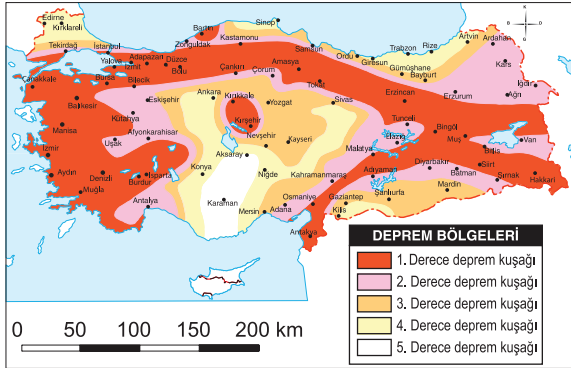 Edirne
Kırklareli
Tekirdağ
İstanbul
Yalova
İzmit
Adapazarı
Düzce
Bolu
Zonguldak
Bartın
Kastamonu
Sinop
Samsun
Ordu
Giresun
Trabzon
Rize
Artvin
Ardahan
Kars
Gümüşhane
Bayburt
Çanakkale
Bursa
Bilecik
Çankırı
Çorum
Amasya
Tokat
Sivas
Erzincan
Erzurum
Iğdır
Ağrı
Balıkesir
Eskişehir
Ankara
Kırıkkale
Yozgat
Kütahya
Manisa
Uşak
Afyonkarahisar
Kırşehir
Nevşehir
Kayseri
Tunceli
Elazığ
Bingöl
Muş
Bitlis
Van
İzmir
Aydın
Denizli
Muğla
Burdur
Isparta
Antalya
Konya
Aksaray
Niğde
Karaman
Mersin
Adana
Osmaniye
Kahramanmaraş
Malatya
Adıyaman
Gaziantep
Kilis
Şanlıurfa
Antakya
Diyarbakır
Batman
Mardin
Siirt
Şırnak
Hakkari
DEPREM BÖLGELERİ
1. Derece deprem kuşağı
2. Derece deprem kuşağı
3. Derece deprem kuşağı
4. Derece deprem kuşağı
5. Derece deprem kuşağı
0 50 100 150 200 km